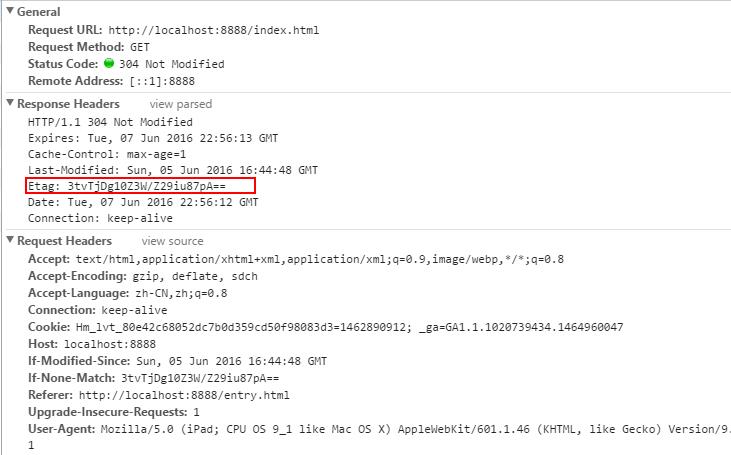 General
Request URL: http://localhost:8888/index.html
Request Method: GET
Status Code: 304 Not Modified
Remote Address: [::1]:8888
Response Headers view parsed
HTTP/1.1 304 Not Modified
Expires: Tue, 07 Jun 2016 22:56:13 GMT
Cache-Control: max-age=1
Last-Modified: Sun, 05 Jun 2016 16:44:48 GMT
Etag: 3tvTjDg10Z3W/Z29iu87pA==
Date: Tue, 07 Jun 2016 22:56:12 GMT
Connection: keep-alive
Request Headers view source
Accept: text/html,application/xhtml+xml,application/xml;q=0.9,image/webp,*/*;q=0.8
Accept-Encoding: gzip, deflate, sdch
Accept-Language: zh-CN,zh;q=0.8
Connection: keep-alive
Cookie: Hm_lvt_80e42c68052dc7b0d359cd50f98083d3=1462890912; _ga=GA1.1.1020739434.1464960047
Host: localhost:8888
If-Modified-Since: Sun, 05 Jun 2016 16:44:48 GMT
If-None-Match: 3tvTjDg10Z3W/Z29iu87pA==
Referer: http://localhost:8888/entry.html
Upgrade-Insecure-Requests: 1
User-Agent: Mozilla/5.0 (iPad; CPU OS 9_1 like Mac OS X) AppleWebKit/601.1.46 (KHTML, like Gecko) Version/9.
1